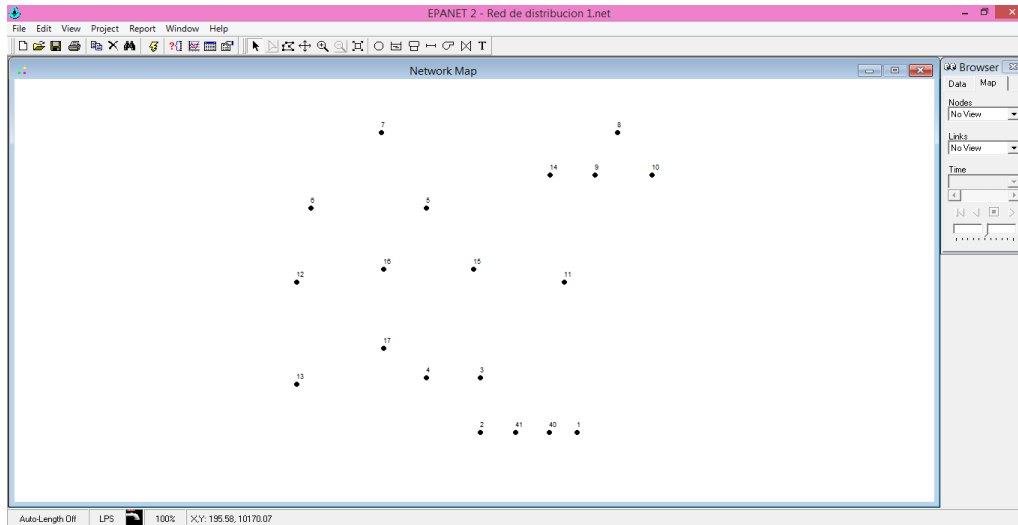 EPANET 2 - Red de distribucion 1.net
File Edit View Project Report Window Help
T
Network Map
Browser
Data Map
Nodes
No View
Links
No View
Time
7
8
14 9 10
6 5
16 15
12 11
17
13 4 3
2 41 40 1
Auto-Length Off LPS 100% X,Y: 195.58, 10170.07